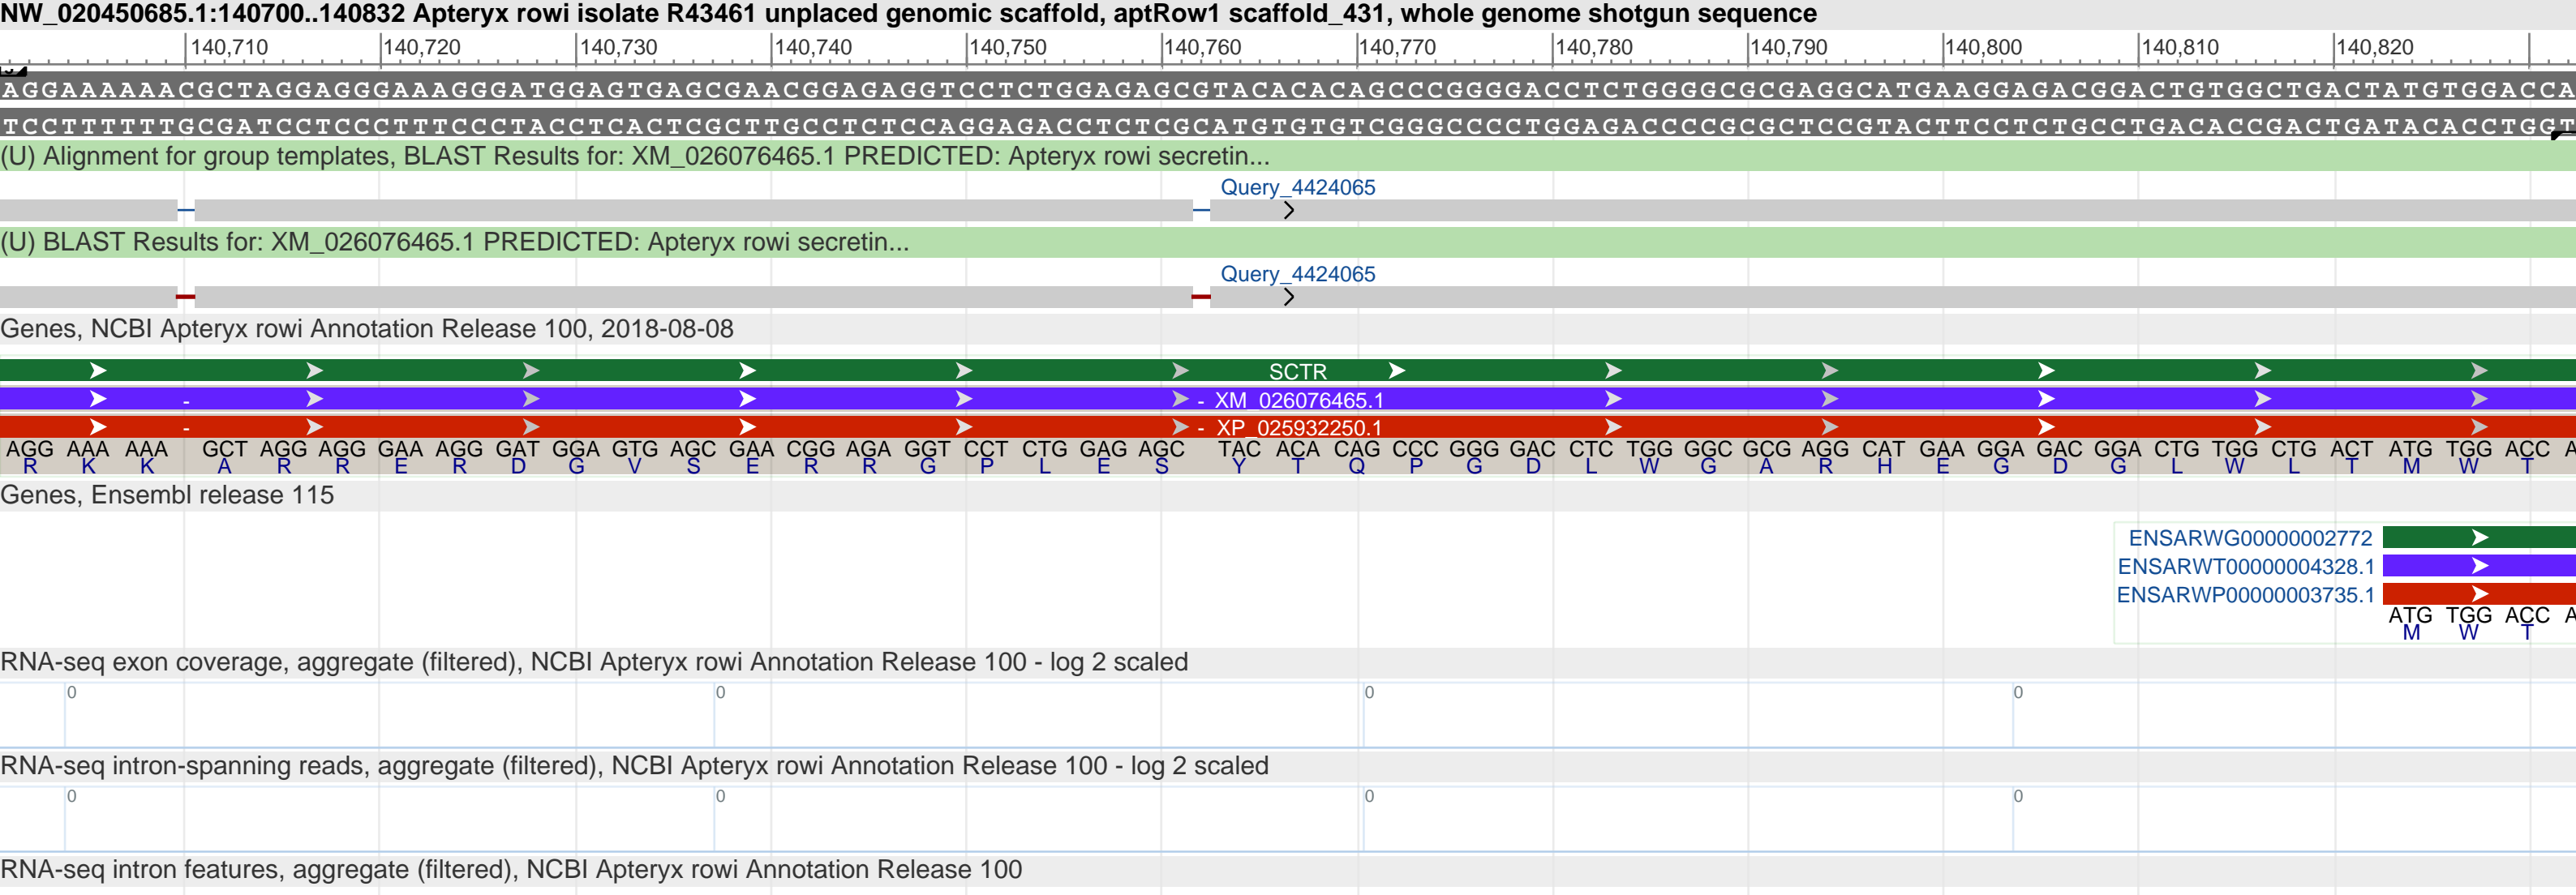 NW_020450685.1:140700..140832 Apteryx rowi isolate R43461 unplaced genomic scaffold, aptRow1 scaffold_431, whole genome shotgun sequence
140,710 140,720 140,730 140,740 140,750 140,760 140,770 140,780 140,790 140,800 140,810 140,820
AGGAAAAAACGCTAGGAGGGAAAGGGATGGAGTGAGCGAACGGAGAGGTCCTCTGGAGAGCGTACACACAGCCCGGGGACCTCTGGGGCGCGAGGCATGAAGGAGACGGACTGTGGCTGACTATGTGGACCA
TCCTTTTTTGCGATCCTCCCTTTCCCTACCTCACTCGCTTGCCTCTCCAGGAGACCTCTCGCATGTGTGTCGGGCCCCTGGAGACCCCGCGCTCCGTACTTCCTCTGCCTGACACCGACTGATACACCTGGT
(U) Alignment for group templates, BLAST Results for: XM_026076465.1 PREDICTED: Apteryx rowi secretin...
Query_4424065
(U) BLAST Results for: XM_026076465.1 PREDICTED: Apteryx rowi secretin...
Query_4424065
Genes, NCBI Apteryx rowi Annotation Release 100, 2018-08-08
SCTR
- - XM_026076465.1
- - XP_025932250.1
AGG AAA AAA GCT AGG AGG GAA AGG GAT GGA GTG AGC GAA CGG AGA GGT CCT CTG GAG AGC TAC ACA CAG CCC GGG GAC CTC TGG GGC GCG AGG CAT GAA GGA GAC GGA CTG TGG CTG ACT ATG TGG ACC A
R K K A R R E R D G V S E R R G P L E S Y T Q P G D L W G A R H E G D G L W L T M W T
Genes, Ensembl release 115
ENSARWG00000002772
ENSARWT00000004328.1
ENSARWP00000003735.1
ATG TGG ACC A
M W T
RNA-seq exon coverage, aggregate (filtered), NCBI Apteryx rowi Annotation Release 100 - log 2 scaled
0 0 0 0
RNA-seq intron-spanning reads, aggregate (filtered), NCBI Apteryx rowi Annotation Release 100 - log 2 scaled
0 0 0 0
RNA-seq intron features, aggregate (filtered), NCBI Apteryx rowi Annotation Release 100